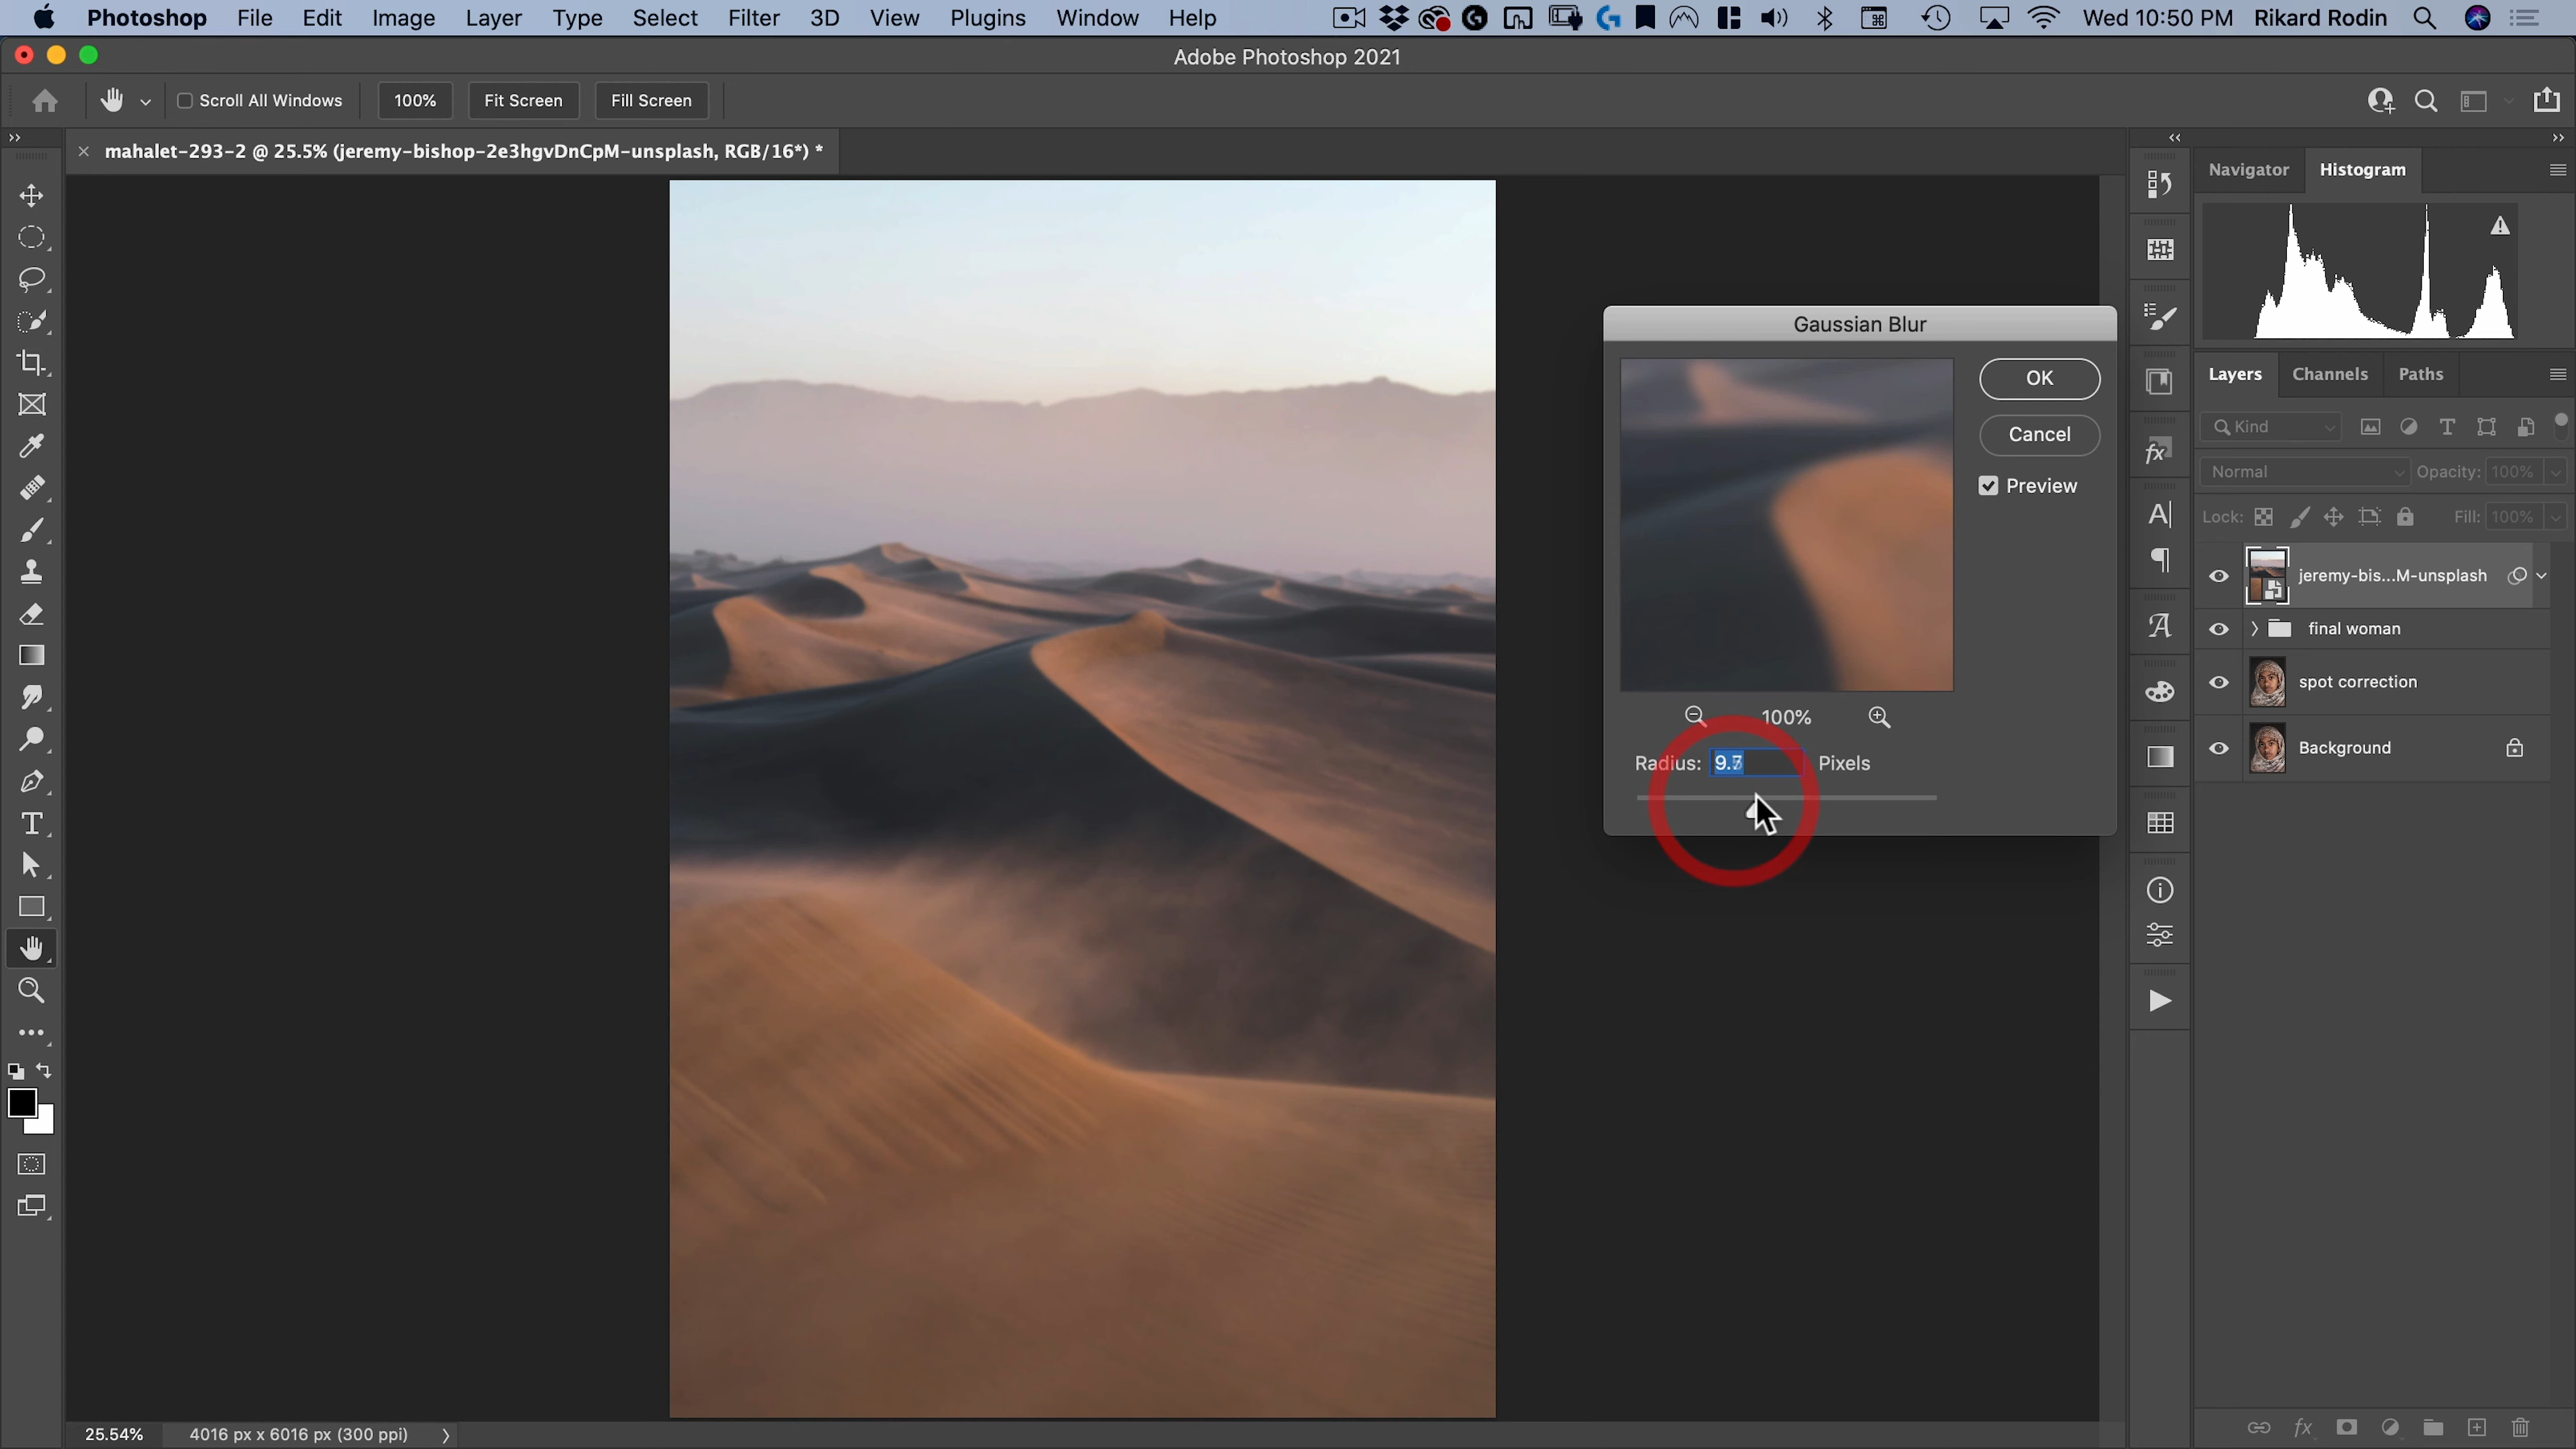 Photoshop File Edit Image Layer Type Select Filter 3D View Plugins Window Help Wed 10:50 PM Rikard Rodin
Adobe Photoshop 2021
Scroll All Windows 100% Fit Screen Fill Screen
mahalet-293-2 @ 25.5% (jeremy-bishop-2e3hgvDnCpM-unsplash, RGB/16*) *
Navigator Histogram
Gaussian Blur
OK
Cancel
Preview
100%
Radius: Pixels
Layers Channels Paths
Kind
Normal Opacity: 100%
Lock: Fill: 100%
jeremy-bis...M-unsplash
final woman
spot correction
Background
25.54% 4016 px x 6016 px (300 ppi)